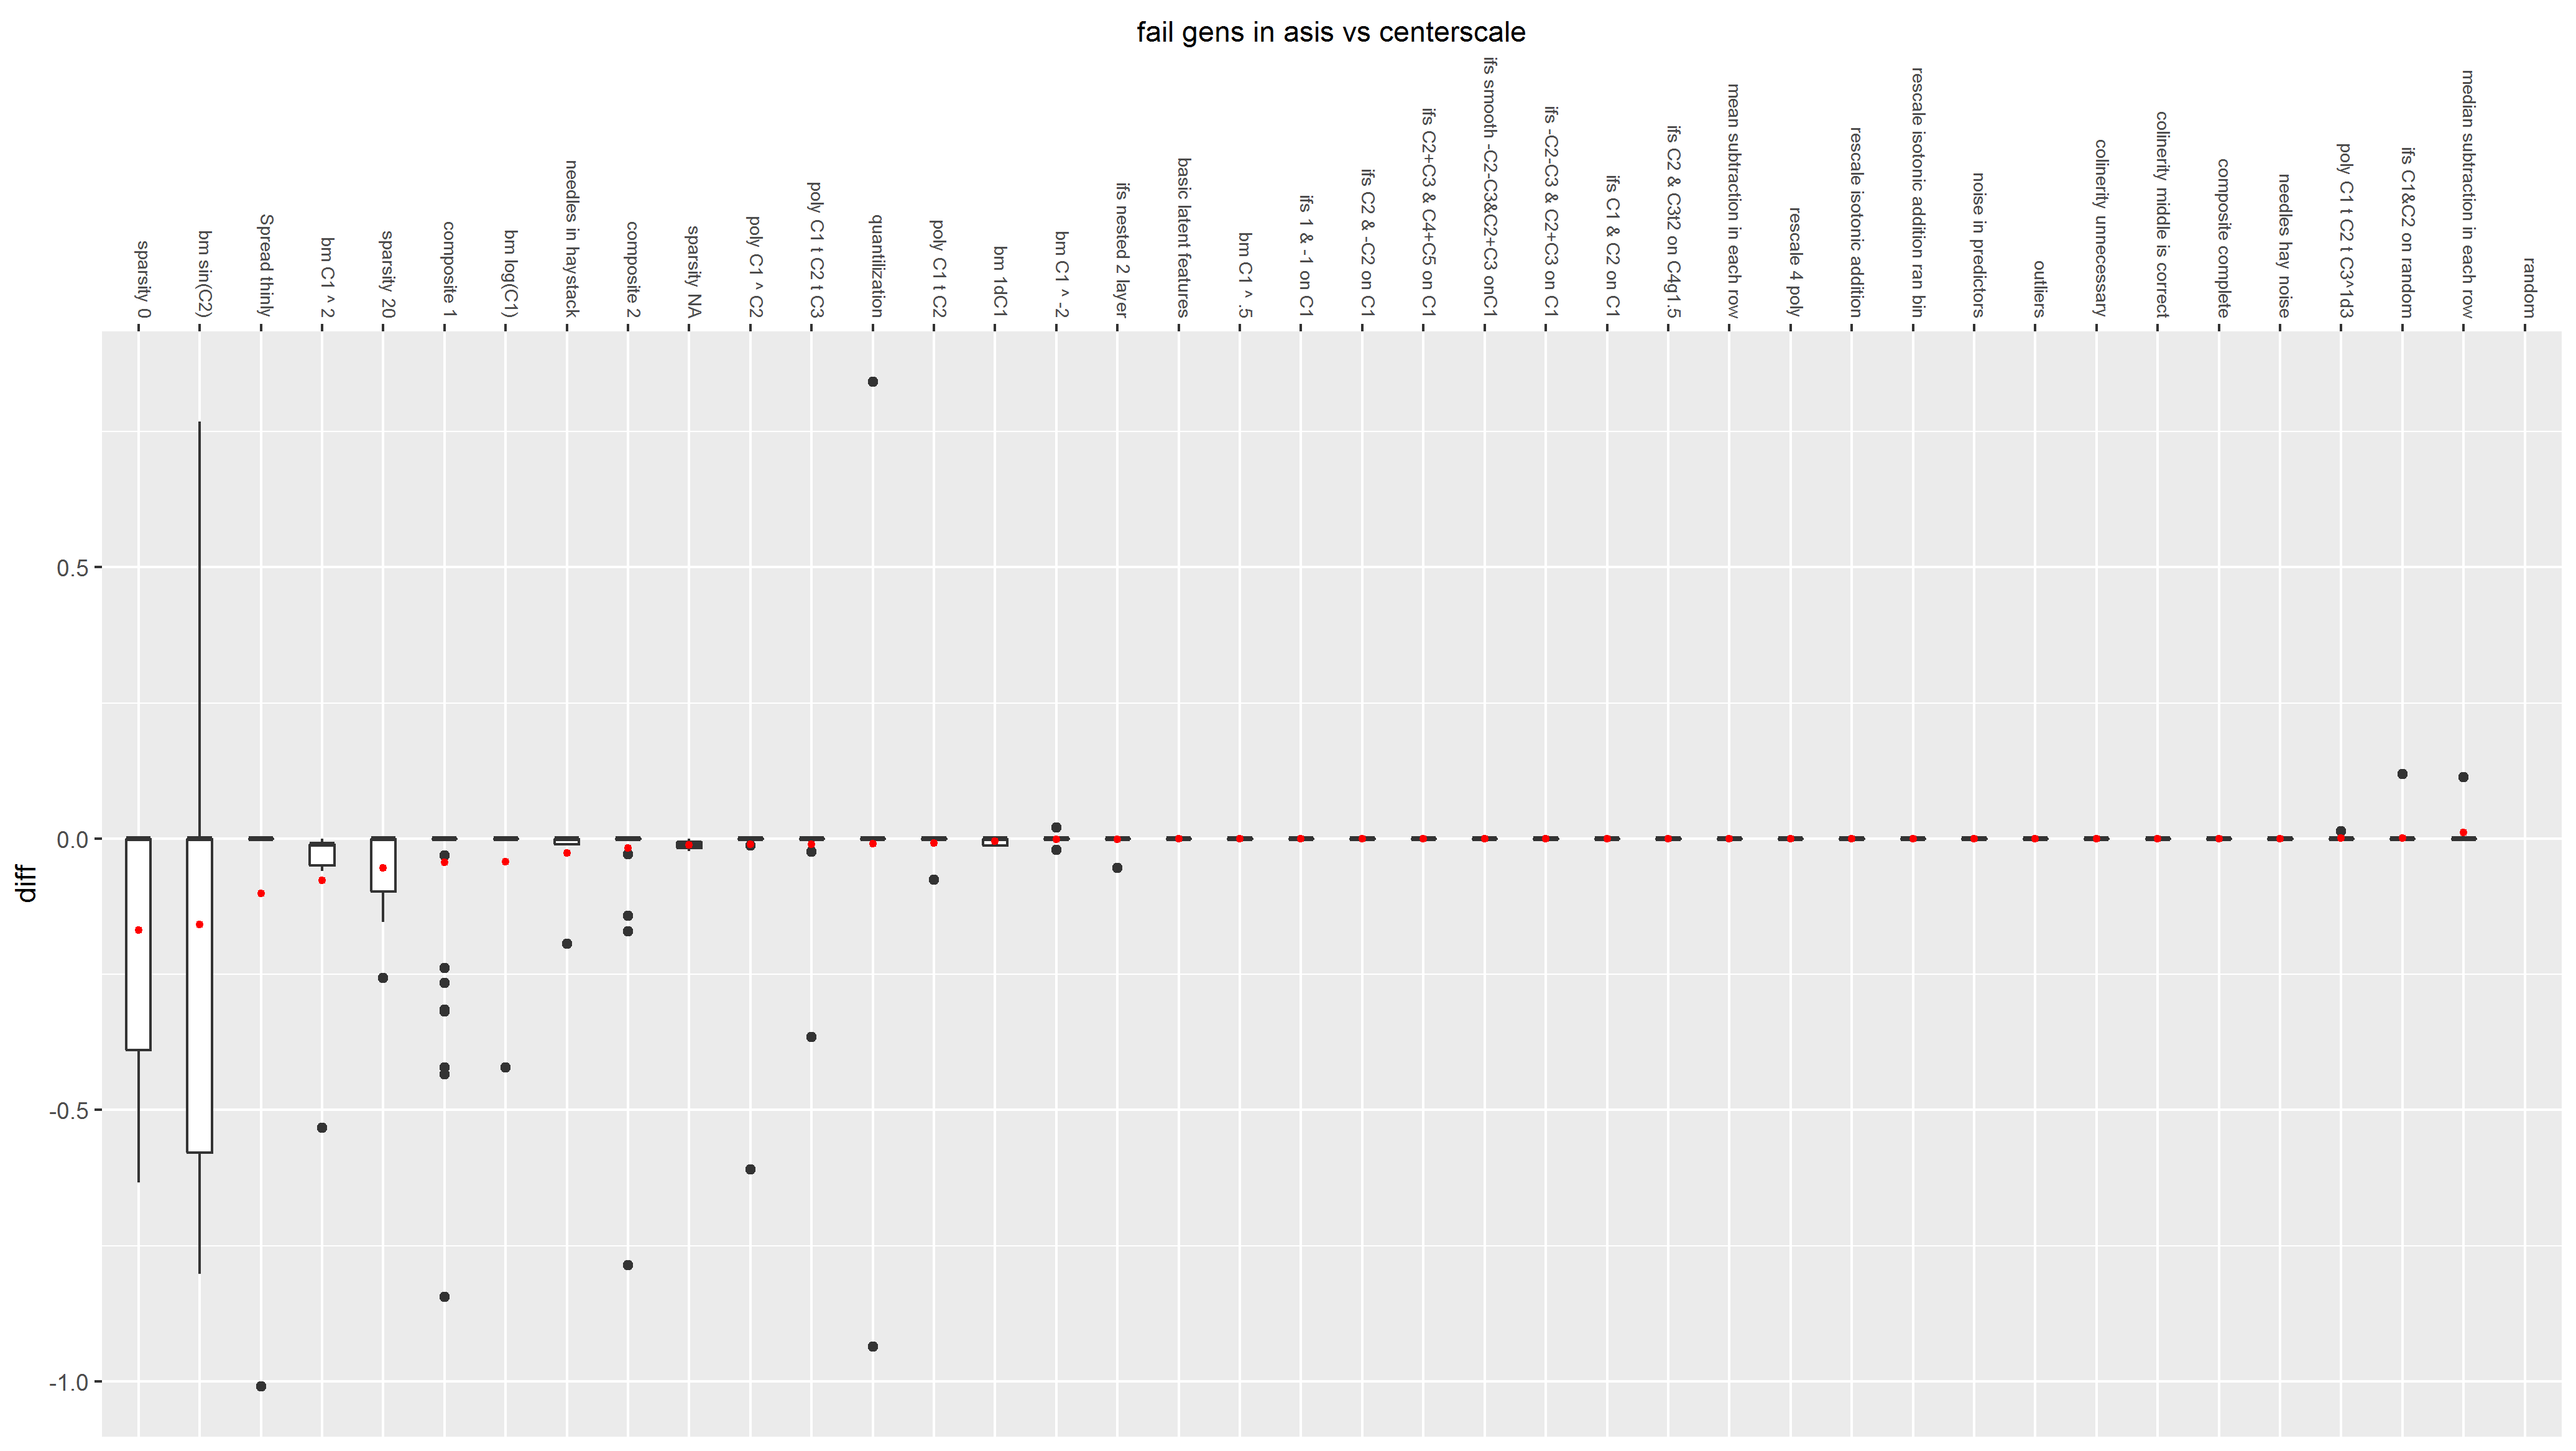 fail gens in asis vs centerscale
sparsity 0
bm sin(C2)
Spread thinly
bm C1 ^ 2
sparsity 20
composite 1
bm log(C1)
needles in haystack
composite 2
sparsity NA
poly C1 ^ C2
poly C1 t C2 t C3
quantilization
poly C1 t C2
bm 1dC1
bm C1 ^ -2
ifs nested 2 layer
basic latent features
bm C1 ^ .5
ifs 1 & -1 on C1
ifs C2 & -C2 on C1
ifs C2+C3 & C4+C5 on C1
ifs smooth -C2-C3&C2+C3 onC1
ifs -C2-C3 & C2+C3 on C1
ifs C1 & C2 on C1
ifs C2 & C3t2 on C4g1.5
mean subtraction in each row
rescale 4 poly
rescale isotonic addition
rescale isotonic addition ran bin
noise in predictors
outliers
colinerity unnecessary
colinerity middle is correct
composite complete
needles hay noise
poly C1 t C2 t C3^1d3
ifs C1&C2 on random
median subtraction in each row
random
0.5
0.0
-0.5
-1.0
diff